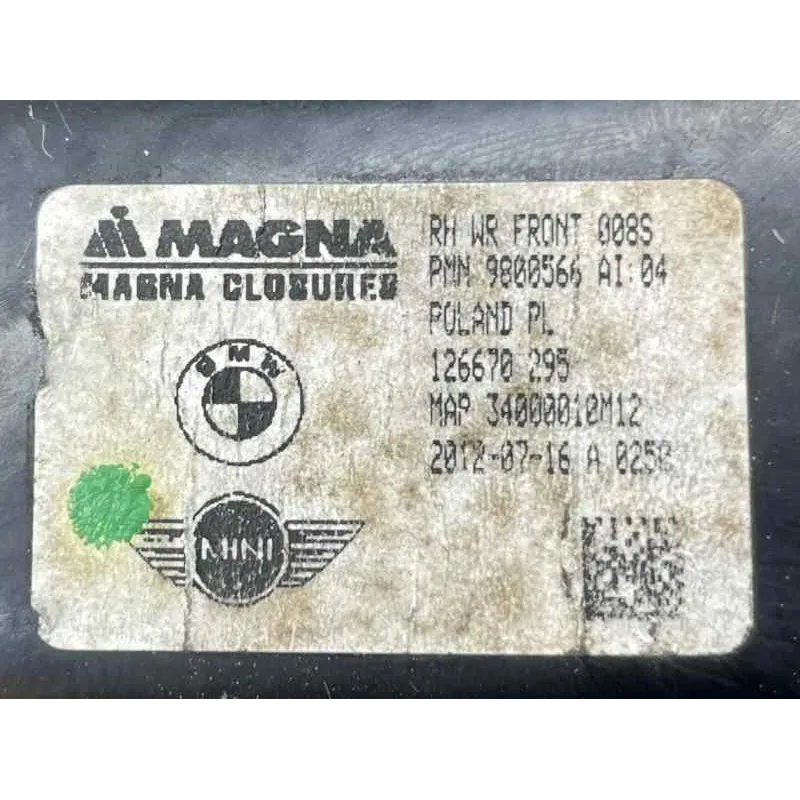 MAGNA
MAGNA CLOSURES
BMW
MINI
RH WR FRONT 008S
PMN 9800566 AI:04
POLAND PL
126670 295
MAP 34000010M12
2012-07-16 A